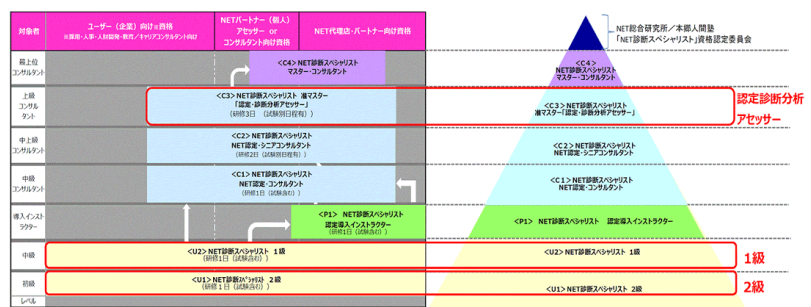 対象者
ユーザー（企業）向け※資格
※採用・人事・人財開発・教育／キャリアコンサルタント向け
NETパートナー（個人）
アセッサー or
コンサルタント向け資格
NET代理店・パートナー向け資格
NET総合研究所／本郷人間塾
「NET診断スペシャリスト」資格認定委員会
最上位
コンサルタント
＜C4＞NET診断スペシャリスト
マスター・コンサルタント
＜C4＞
NET診断スペシャリスト
マスター・コンサルタント
上級
コンサル
タント
＜C3＞NET診断スペシャリスト 准マスター
「認定・診断分析アセッサー」
（研修3日 （試験別日程有））
＜C3＞NET診断スペシャリスト
准マスター「認定・診断分析アセッサー」
認定診断分析
アセッサー
中上級
コンサルタント
＜C2＞NET診断スペシャリスト
NET認定・シニアコンサルタント
（研修2日（試験別日程有））
＜C2＞NET診断スペシャリスト
NET認定・シニアコンサルタント
中級
コンサルタント
＜C1＞NET診断スペシャリスト
NET認定・コンサルタント
（研修1日（試験含む））
＜C1＞NET診断スペシャリスト
NET認定・コンサルタント
導入インスト
ラクター
＜P1＞ NET診断スペシャリスト
認定導入インストラクター
（研修1日（試験含む））
＜P1＞ NET診断スペシャリスト 認定導入インストラクター
中級
＜U2＞NET診断スペシャリスト 1級
（研修1日（試験含む））
＜U2＞NET診断スペシャリスト 1級
1級
初級
＜U1＞NET診断ｽﾍﾟｼｬﾘｽﾄ 2級
（研修1日（試験含む））
＜U1＞NET診断スペシャリスト 2級
2級
レベル